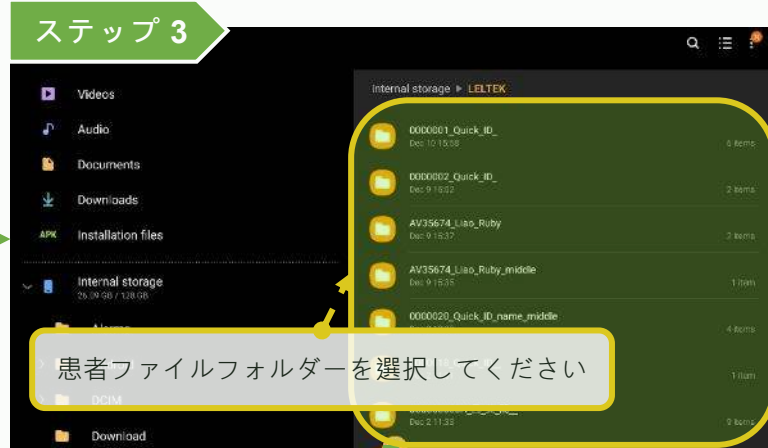 ステップ 3
Videos
Audio
Documents
Downloads
APK Installation files
Internal storage
26.09 GB / 128 GB
DCIM
Download
Internal storage ▶ LELTEK
0000001_Quick_ID_
Dec 10 15:58
6 items
0000002_Quick_ID_
Dec 9 16:02
2 items
AV35674_Liao_Ruby
Dec 9 15:37
2 items
AV35674_Liao_Ruby_middle
Dec 9 15:35
1 item
0000020_Quick_ID_name_middle
4 items
1 item
Dec 2 11:33
9 items
患者ファイルフォルダーを選択してください